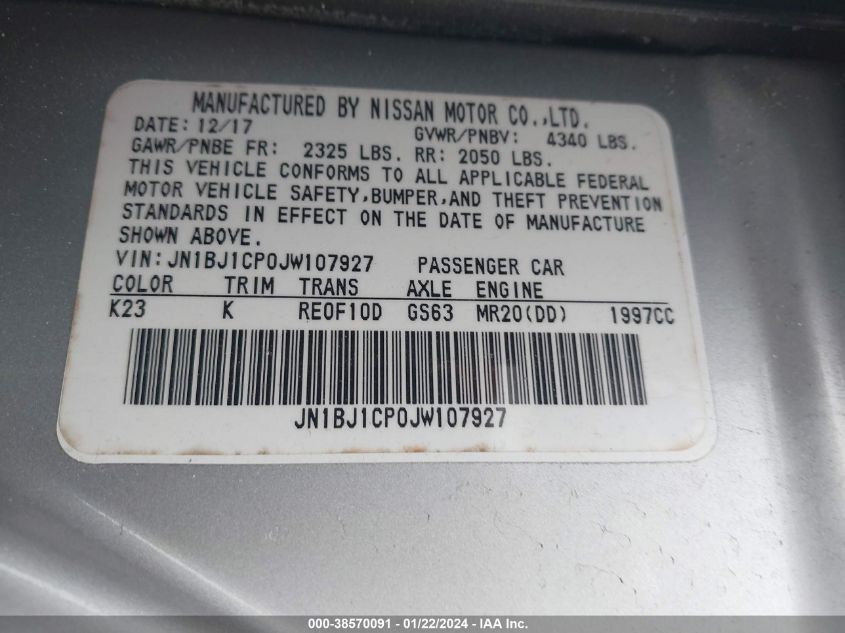 MANUFACTURED BY NISSAN MOTOR CO.,LTD.
DATE: 12/17 GVWR/PNBV: 4340 LBS.
GAWR/PNBE FR: 2325 LBS. RR: 2050 LBS.
THIS VEHICLE CONFORMS TO ALL APPLICABLE FEDERAL
MOTOR VEHICLE SAFETY,BUMPER,AND THEFT PREVENTION
STANDARDS IN EFFECT ON THE DATE OF MANUFACTURE
SHOWN ABOVE.
VIN: JN1BJ1CP0JW107927 PASSENGER CAR
COLOR TRIM TRANS AXLE ENGINE
K23 K RE0F10D GS63 MR20(DD) 1997CC
JN1BJ1CP0JW107927
000-38570091 - 01/22/2024 - IAA Inc.